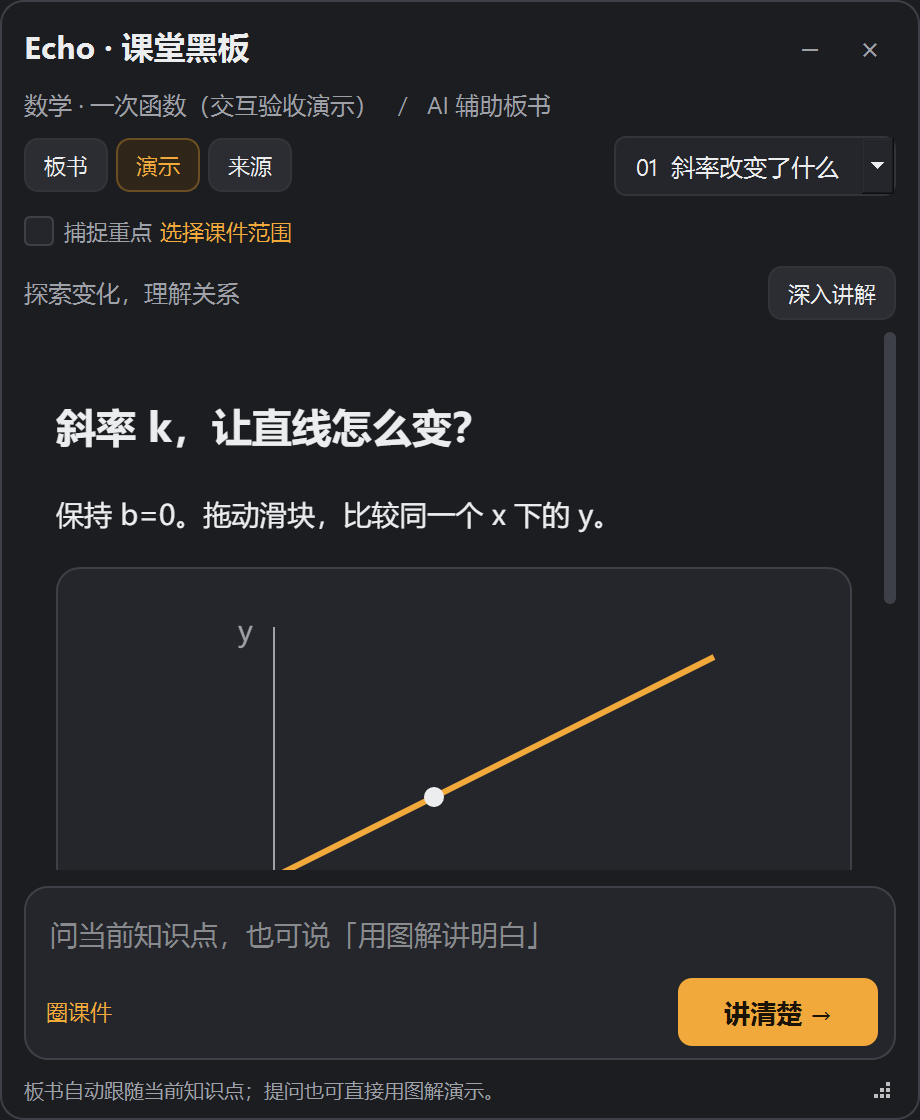 Echo · 课堂黑板
数学 · 一次函数（交互验收演示） / AI 辅助板书
板书 演示 来源 01 斜率改变了什么
捕捉重点 选择课件范围
探索变化，理解关系 深入讲解
斜率 k，让直线怎么变？
保持 b=0。拖动滑块，比较同一个 x 下的 y。
y
问当前知识点，也可说「用图解讲明白」
圈课件 讲清楚 →
板书自动跟随当前知识点；提问也可直接用图解演示。